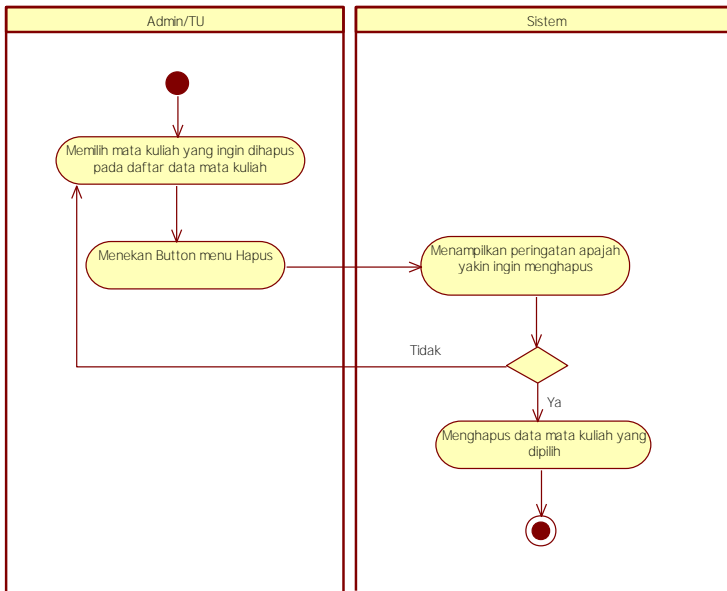 Admin/TU
Sistem
Memilih mata kuliah yang ingin dihapus
pada daftar data mata kuliah
Menekan Button menu Hapus
Menampilkan peringatan apajah
yakin ingin menghapus
Tidak
Ya
Menghapus data mata kuliah yang
dipilih